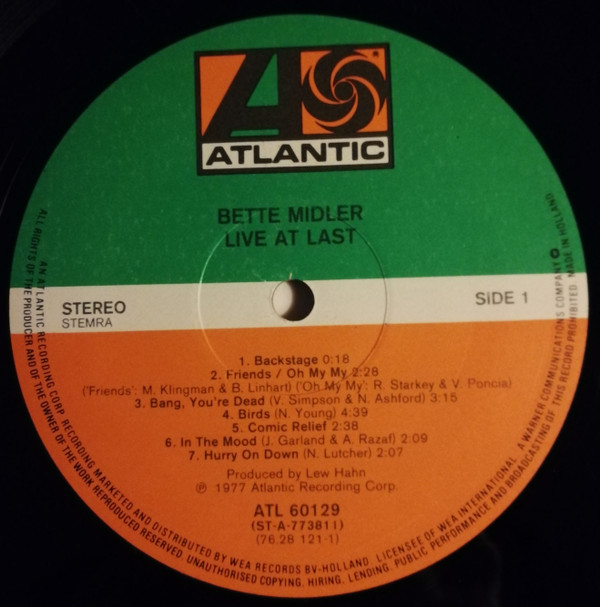 ATLANTIC
®
BETTE MIDLER
LIVE AT LAST
STEREO
STEMRA
SIDE 1
1. Backstage 0:18
2. Friends / Oh My My 2:28
('Friends': M. Klingman & B. Linhart) ('Oh My My': R. Starkey & V. Poncia)
3. Bang, You're Dead (V. Simpson & N. Ashford) 3:15
4. Birds (N. Young) 4:39
5. Comic Relief 2:38
6. In The Mood (J. Garland & A. Razaf) 2:09
7. Hurry On Down (N. Lutcher) 2:07
Produced by Lew Hahn
℗ 1977 Atlantic Recording Corp.
ATL 60129
(ST-A-773811)
(76.28 121-1)
AN ATLANTIC RECORDING CORP. RECORDING MARKETED AND DISTRIBUTED BY WEA RECORDS BV-HOLLAND LICENSEE OF WEA INTERNATIONAL A WARNER COMMUNICATIONS COMPANY
ALL RIGHTS OF THE PRODUCER AND OF THE OWNER OF THE WORK REPRODUCED RESERVED UNAUTHORISED COPYING, HIRING, LENDING, PUBLIC PERFORMANCE AND BROADCASTING OF THIS RECORD PROHIBITED MADE IN HOLLAND